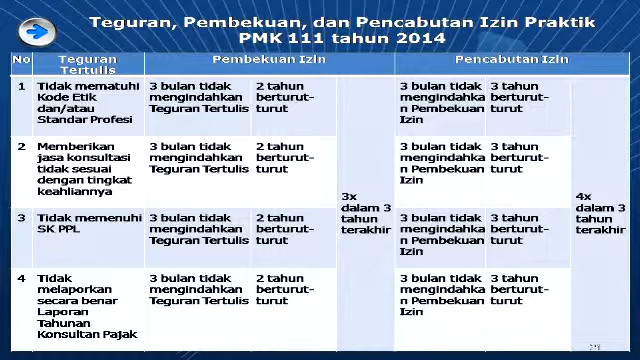 Teguran, Pembekuan, dan Pencabutan Izin Praktik
PMK 111 tahun 2014
No
Teguran
Tertulis
Pembekuan Izin
Pencabutan Izin
1
Tidak mematuhi
Kode Etik
dan/atau
Standar Profesi
3 bulan tidak
mengindahkan
Teguran Tertulis
2 tahun
berturut-
turut
3x
dalam 3
tahun
terakhir
3 bulan tidak
mengindahka
n Pembekuan
Izin
3 tahun
berturut-
turut
4x
dalam 3
tahun
terakhir
2
Memberikan
jasa konsultasi
tidak sesuai
dengan tingkat
keahliannya
3 bulan tidak
mengindahkan
Teguran Tertulis
2 tahun
berturut-
turut
3 bulan tidak
mengindahka
n Pembekuan
Izin
3 tahun
berturut-
turut
3
Tidak memenuhi
SK PPL
3 bulan tidak
mengindahkan
Teguran Tertulis
2 tahun
berturut-
turut
3 bulan tidak
mengindahka
n Pembekuan
Izin
3 tahun
berturut-
turut
4
Tidak
melaporkan
secara benar
Laporan
Tahunan
Konsultan Pajak
3 bulan tidak
mengindahkan
Teguran Tertulis
2 tahun
berturut-
turut
3 bulan tidak
mengindahka
n Pembekuan
Izin
3 tahun
berturut-
turut